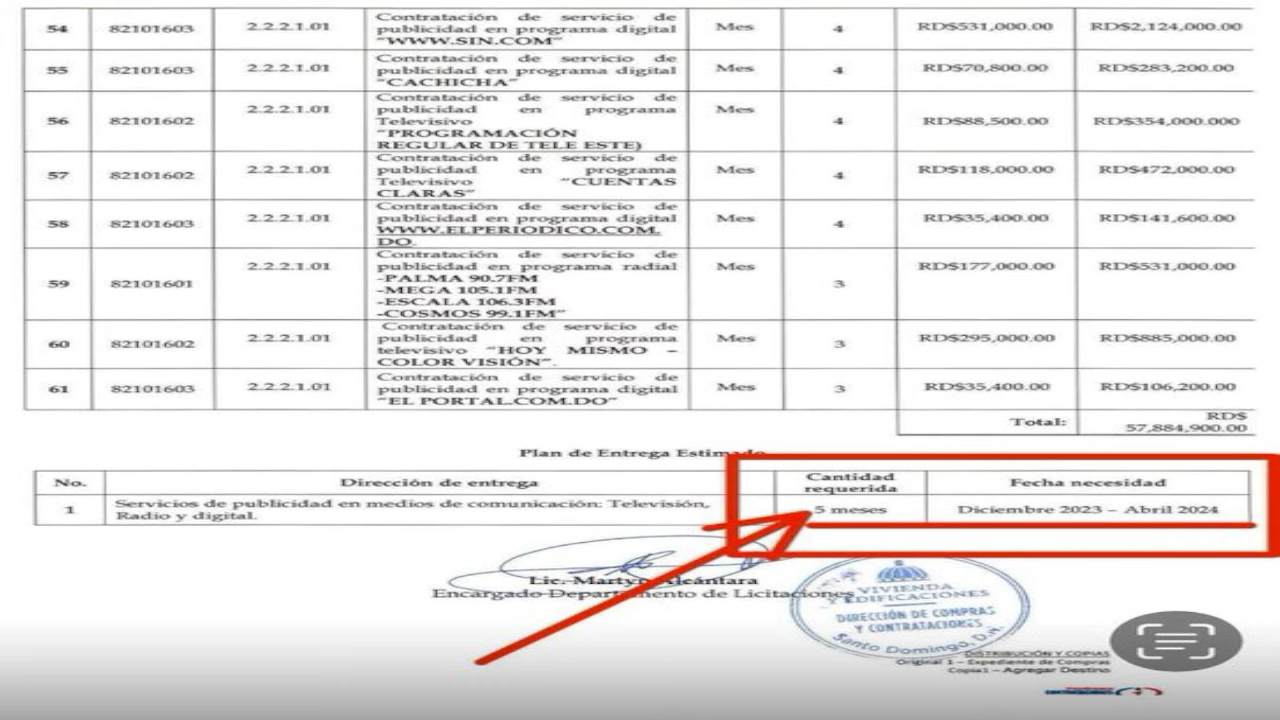 54 82101603 2.2.2.1.01 Contratación de servicio de publicidad en programa digital "WWW.SIN.COM" Mes 4 RD$531,000.00 RD$2,124,000.00
55 82101603 2.2.2.1.01 Contratación de servicio de publicidad en programa digital "CACHICHA" Mes 4 RD$70,800.00 RD$283,200.00
56 82101602 2.2.2.1.01 Contratación de servicio de publicidad en programa Televisivo "PROGRAMACIÓN REGULAR DE TELE ESTE) Mes 4 RD$88,500.00 RD$354,000.000
57 82101602 2.2.2.1.01 Contratación de servicio de publicidad en programa Televisivo "CUENTAS CLARAS" Mes 4 RD$118,000.00 RD$472,000.00
58 82101603 2.2.2.1.01 Contratación de servicio de publicidad en programa digital WWW.ELPERIODICO.COM.DO. Mes 4 RD$35,400.00 RD$141,600.00
59 82101601 2.2.2.1.01 Contratación de servicio de publicidad en programa radial
-PALMA 90.7FM
-MEGA 105.1FM
-ESCALA 106.3FM
-COSMOS 99.1FM" Mes 3 RD$177,000.00 RD$531,000.00
60 82101602 2.2.2.1.01 Contratación de servicio de publicidad en programa televisivo "HOY MISMO – COLOR VISIÓN". Mes 3 RD$295,000.00 RD$885,000.00
61 82101603 2.2.2.1.01 Contratación de servicio de publicidad en programa digital "EL PORTAL.COM.DO" Mes 3 RD$35,400.00 RD$106,200.00
Total: RD$ 57,884,900.00
Plan de Entrega Estimado
No. Dirección de entrega Cantidad requerida Fecha necesidad
1 Servicios de publicidad en medios de comunicación: Televisión, Radio y digital. 5 meses Diciembre 2023 – Abril 2024
Lic. Martyn Alcántara
Encargado Departamento de Licitaciones
VIVIENDA
Y EDIFICACIONES
DIRECCIÓN DE COMPRAS
Y CONTRATACIONES
Santo Domingo, D.N.
DISTRIBUCIÓN Y COPIAS
Original 1 – Expediente de Compras
Copia1 – Agregar Destino